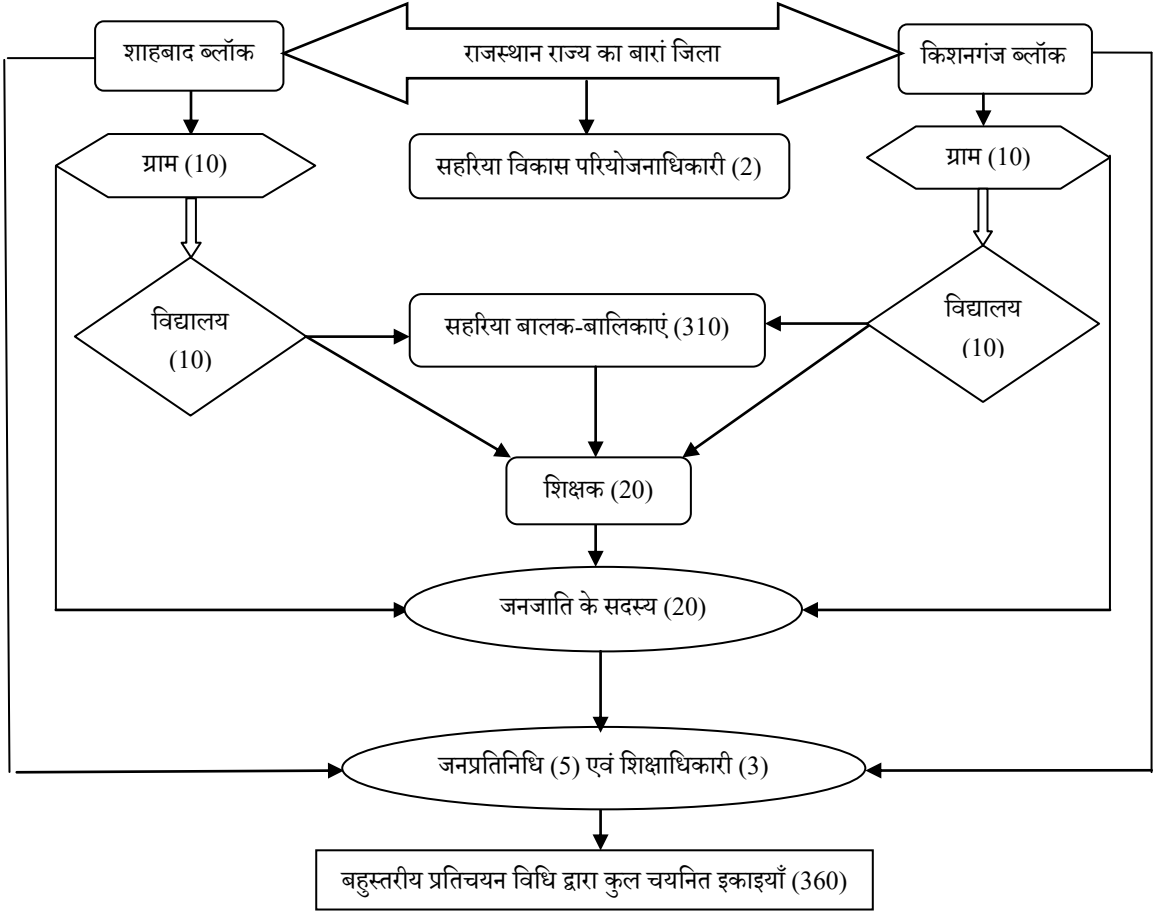 शाहबाद ब्लॉक
राजस्थान राज्य का बारां जिला
किशनगंज ब्लॉक
ग्राम (10)
सहरिया विकास परियोजनाधिकारी (2)
ग्राम (10)
विद्यालय
(10)
सहरिया बालक-बालिकाएं (310)
विद्यालय
(10)
शिक्षक (20)
जनजाति के सदस्य (20)
जनप्रतिनिधि (5) एवं शिक्षाधिकारी (3)
बहुस्तरीय प्रतिचयन विधि द्वारा कुल चयनित इकाइयाँ (360)